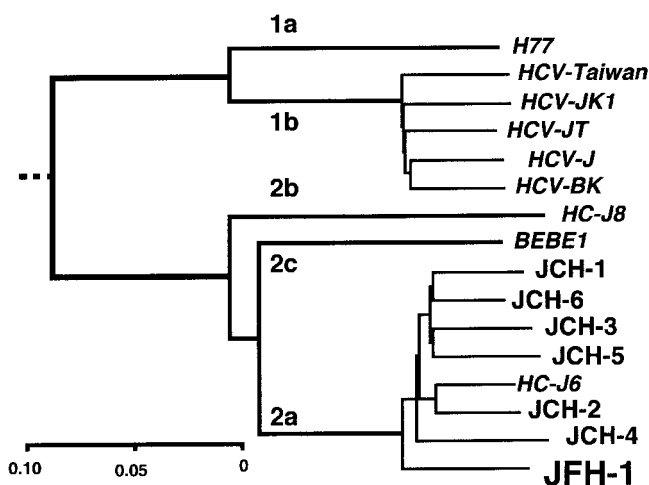 1a
H77
HCV-Taiwan
HCV-JK1
1b
HCV-JT
HCV-J
2b
HCV-BK
HC-J8
BEBE1
2c
JCH-1
JCH-6
JCH-3
JCH-5
HC-J6
2a
JCH-2
JCH-4
0.10 0.05 0
JFH-1